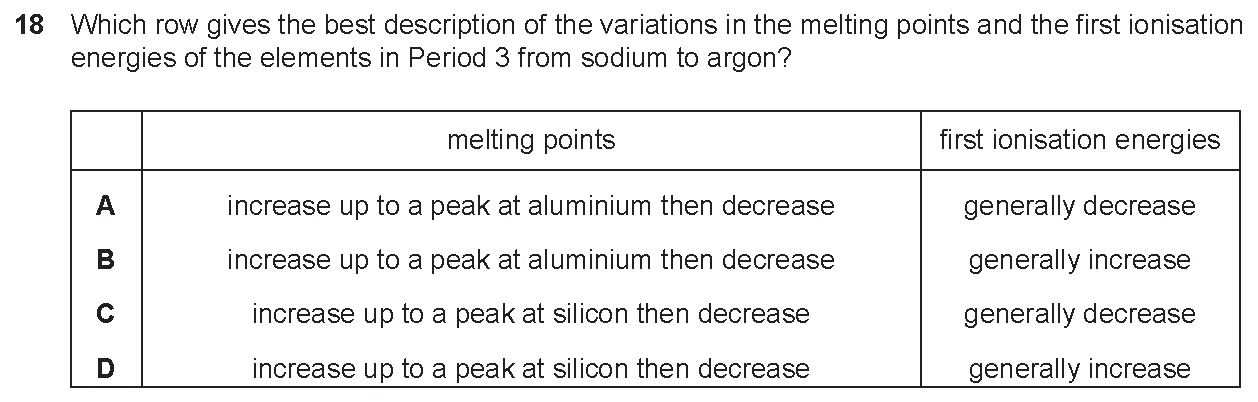 18 Which row gives the best description of the variations in the melting points and the first ionisation
energies of the elements in Period 3 from sodium to argon?
melting points first ionisation energies
A increase up to a peak at aluminium then decrease generally decrease
B increase up to a peak at aluminium then decrease generally increase
C increase up to a peak at silicon then decrease generally decrease
D increase up to a peak at silicon then decrease generally increase